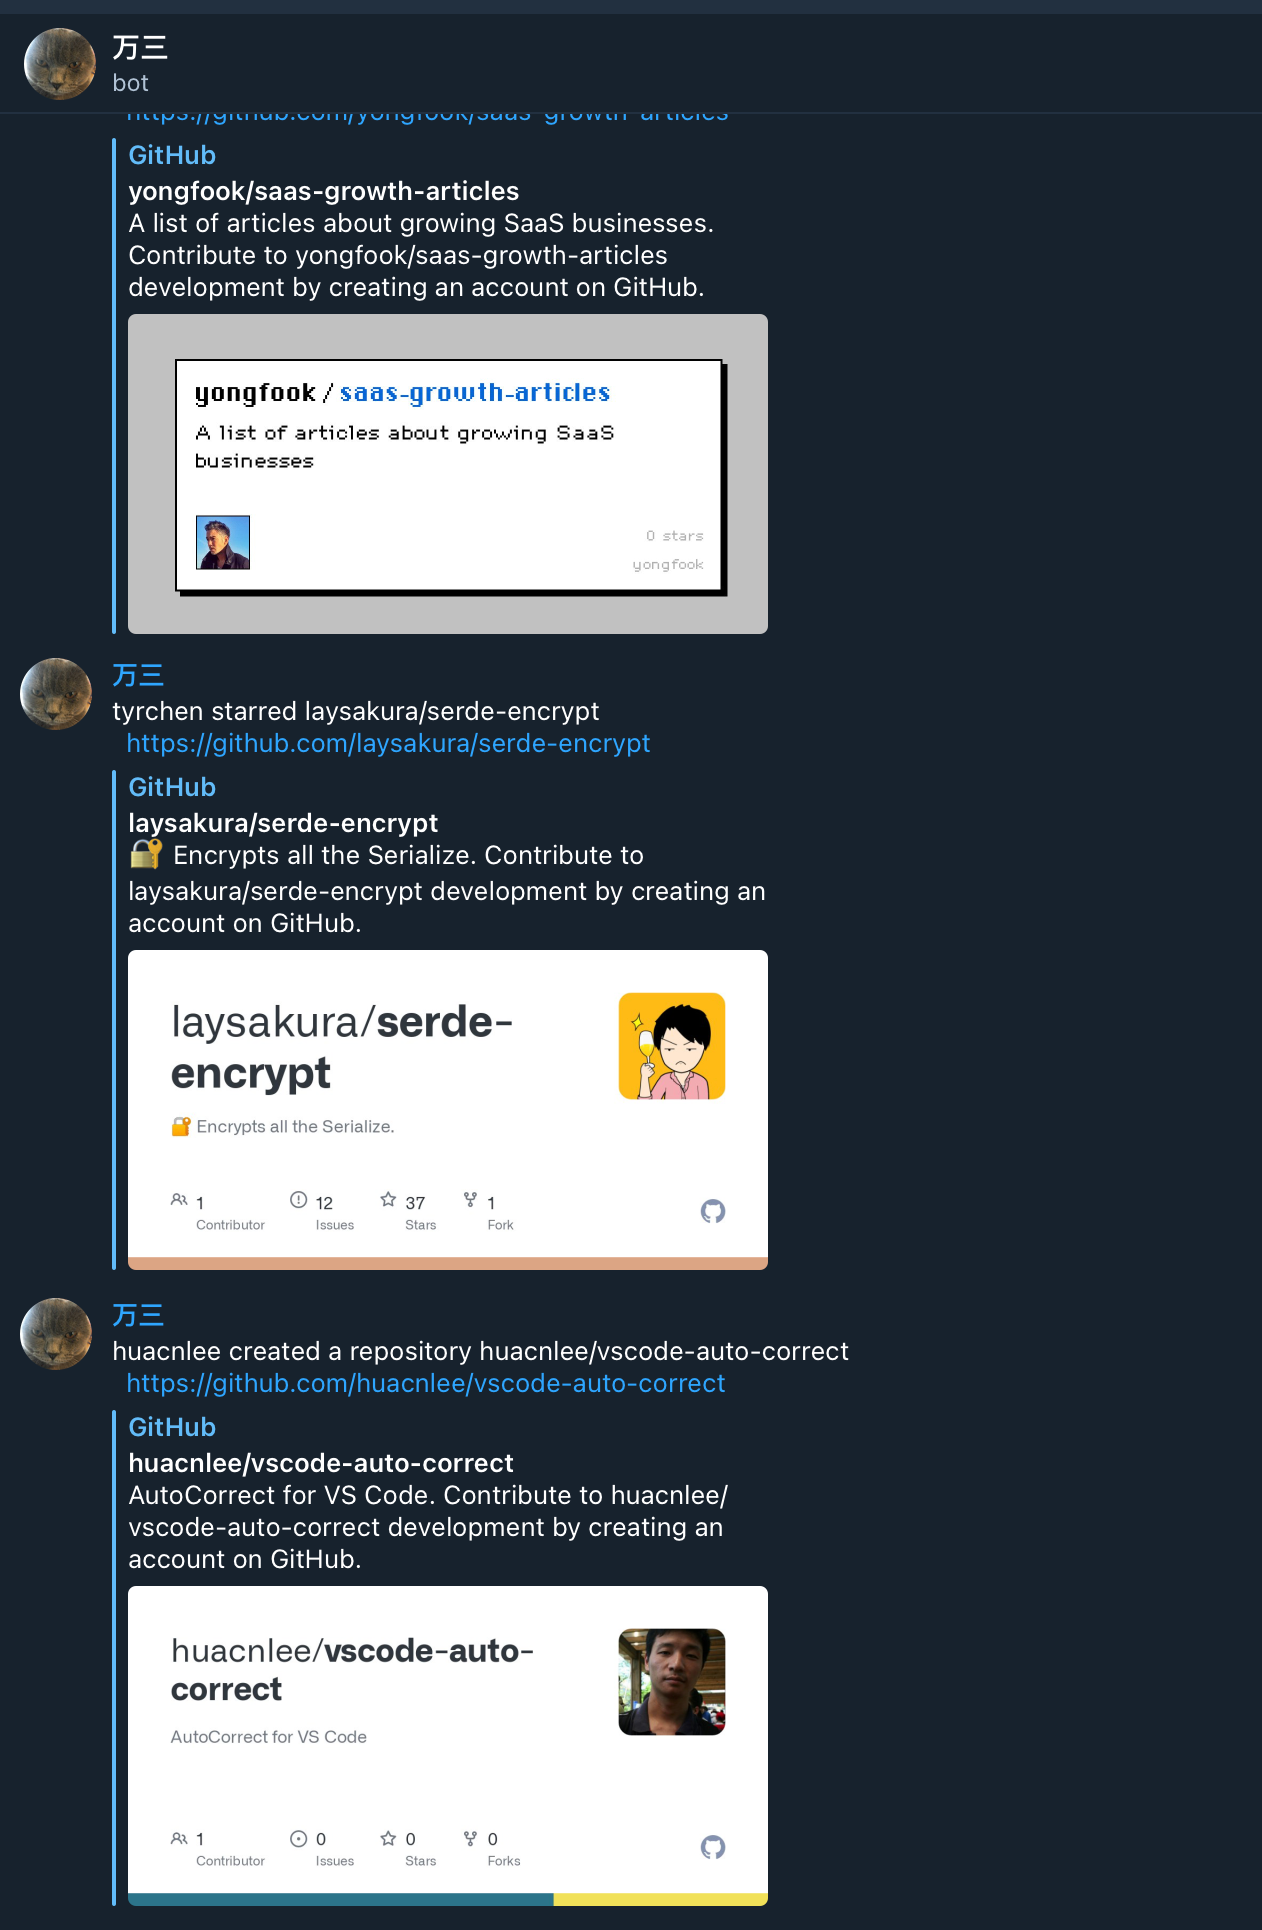 万三
bot
https://github.com/yongfook/saas-growth-articles
GitHub
yongfook/saas-growth-articles
A list of articles about growing SaaS businesses.
Contribute to yongfook/saas-growth-articles
development by creating an account on GitHub.
yongfook / saas-growth-articles
A list of articles about growing SaaS
businesses
0 stars
yongfook
万三
tyrchen starred laysakura/serde-encrypt
https://github.com/laysakura/serde-encrypt
GitHub
laysakura/serde-encrypt
🔐 Encrypts all the Serialize. Contribute to
laysakura/serde-encrypt development by creating an
account on GitHub.
laysakura/serde-
encrypt
🔐 Encrypts all the Serialize.
1 12 37 1
Contributor Issues Stars Fork
万三
huacnlee created a repository huacnlee/vscode-auto-correct
https://github.com/huacnlee/vscode-auto-correct
GitHub
huacnlee/vscode-auto-correct
AutoCorrect for VS Code. Contribute to huacnlee/
vscode-auto-correct development by creating an
account on GitHub.
huacnlee/vscode-auto-
correct
AutoCorrect for VS Code
1 0 0 0
Contributor Issues Stars Forks